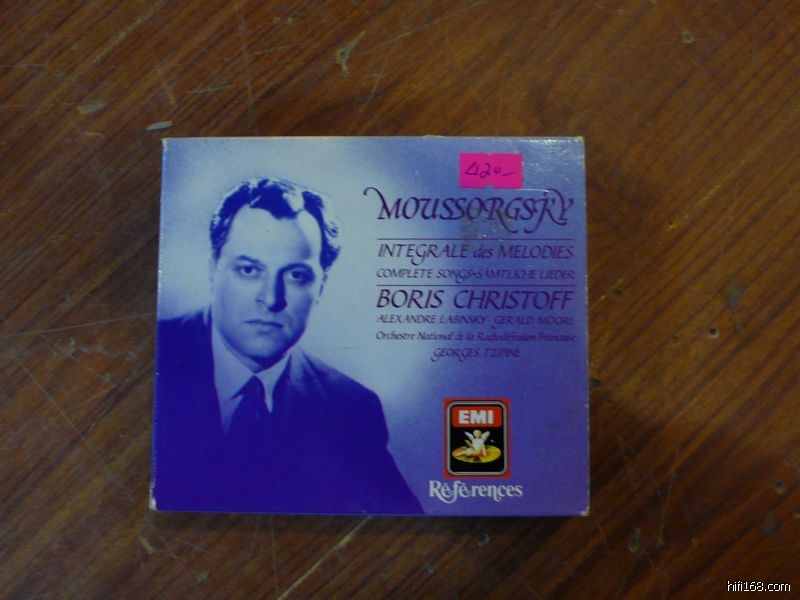 420-
MOUSSORGSKY
INTEGRALE des MELODIES
COMPLETE SONGS•SÄMTLICHE LIEDER
BORIS CHRISTOFF
ALEXANDRE LABINSKY · GERALD MOORE
Orchestre National de la Radiodiffusion Francaise
GEORGES TZIPINE
EMI
Références
hifi168.com